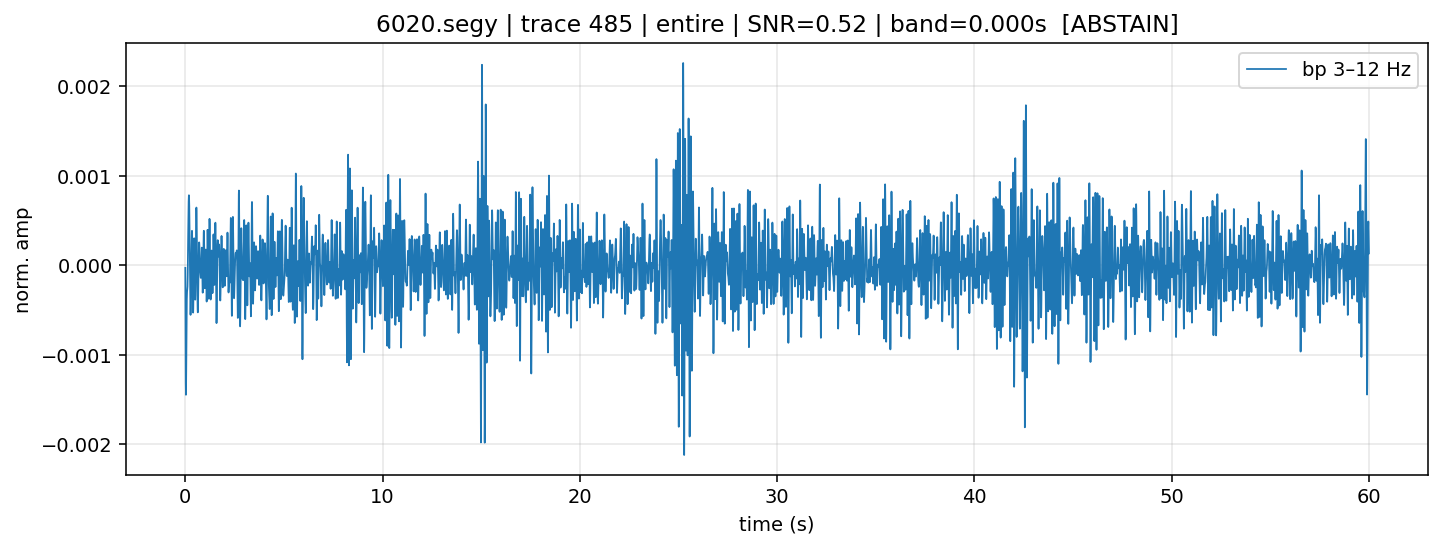 6020.segy | trace 485 | entire | SNR=0.52 | band=0.000s  [ABSTAIN]
bp 3–12 Hz
norm. amp
0.002
0.001
0.000
−0.001
−0.002
0 10 20 30 40 50 60
time (s)